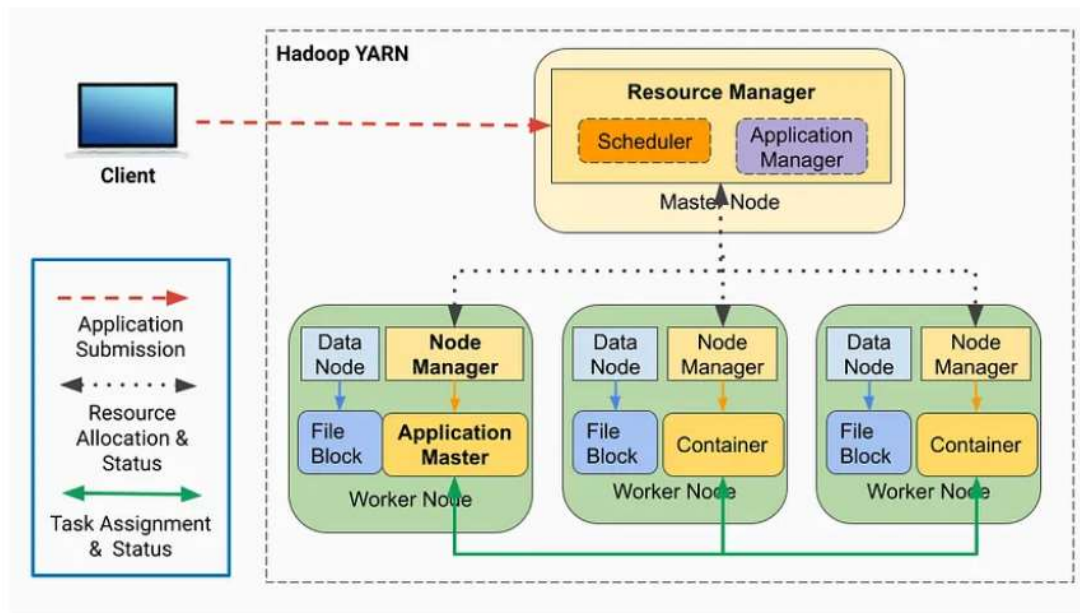 Hadoop YARN
Resource Manager
Scheduler
Application
Manager
Master Node
Client
Application
Submission
Resource
Allocation &
Status
Task Assignment
& Status
Data
Node
Node
Manager
File
Block
Application
Master
Worker Node
Data
Node
Node
Manager
File
Block
Container
Worker Node
Data
Node
Node
Manager
File
Block
Container
Worker Node